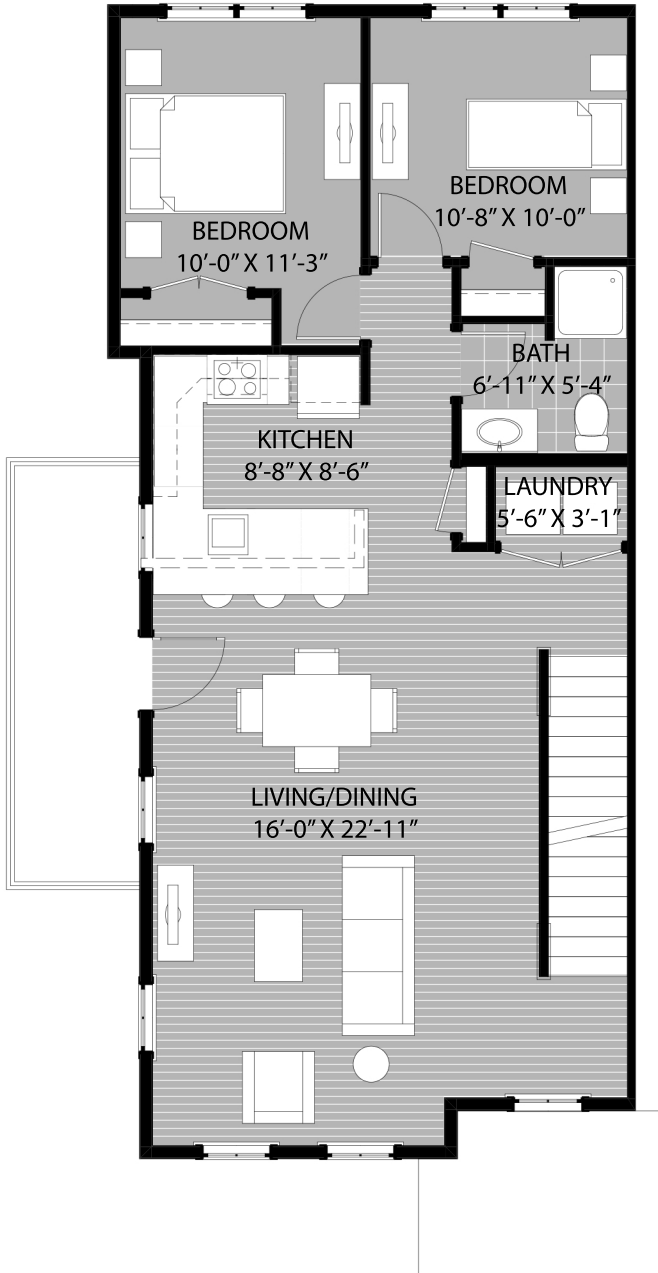 BEDROOM
10’-8” X 10’-0”
BEDROOM
10’-0” X 11’-3”
BATH
6’-11” X 5’-4”
KITCHEN
8’-8” X 8’-6”
LAUNDRY
5’-6” X 3’-1”
LIVING/DINING
16’-0” X 22’-11”